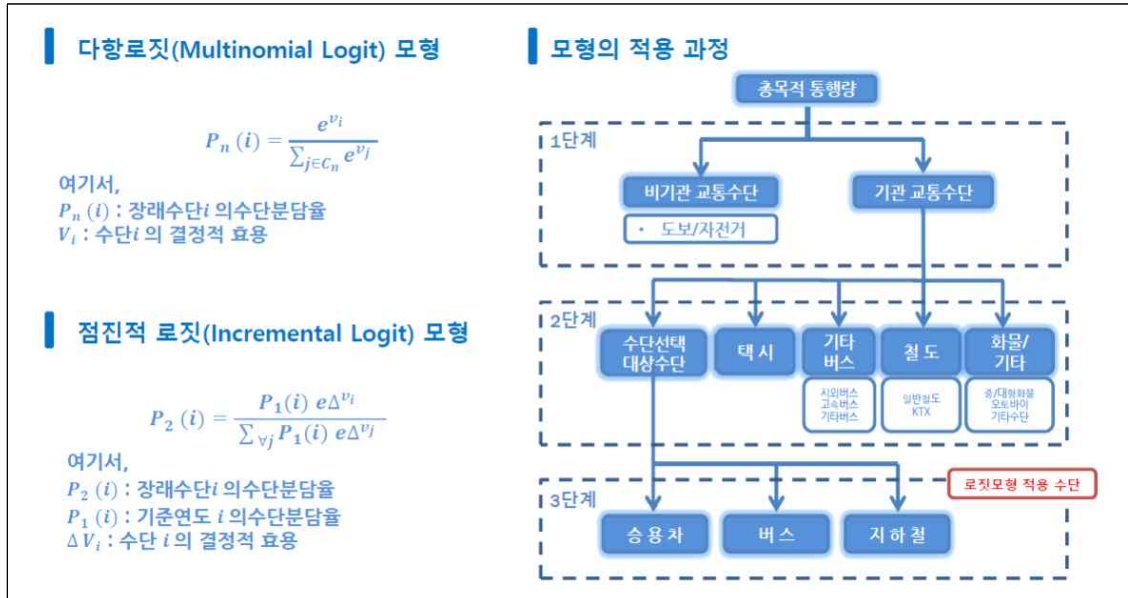 다항로짓(Multinomial Logit) 모형
P_n (i) = e^{v_i} / ∑_{j∈C_n} e^{v_j}
여기서,
P_n (i) : 장래수단i 의수단분담율
V_i : 수단i 의 결정적 효용
점진적 로짓(Incremental Logit) 모형
P_2 (i) = P_1(i) eΔ^{v_i} / ∑_{∀j} P_1(i) eΔ^{v_j}
여기서,
P_2 (i) : 장래수단i 의수단분담율
P_1 (i) : 기준연도 i 의수단분담율
Δ V_i : 수단 i 의 결정적 효용
모형의 적용 과정
총목적 통행량
1단계
비기관 교통수단
기관 교통수단
• 도보/자전거
2단계
수단선택
대상수단
택 시
기타
버스
철 도
화물/
기타
시외버스
고속버스
기타버스
일반철도
KTX
중/대형화물
오토바이
기타수단
로짓모형 적용 수단
3단계
승 용 차
버 스
지 하 철